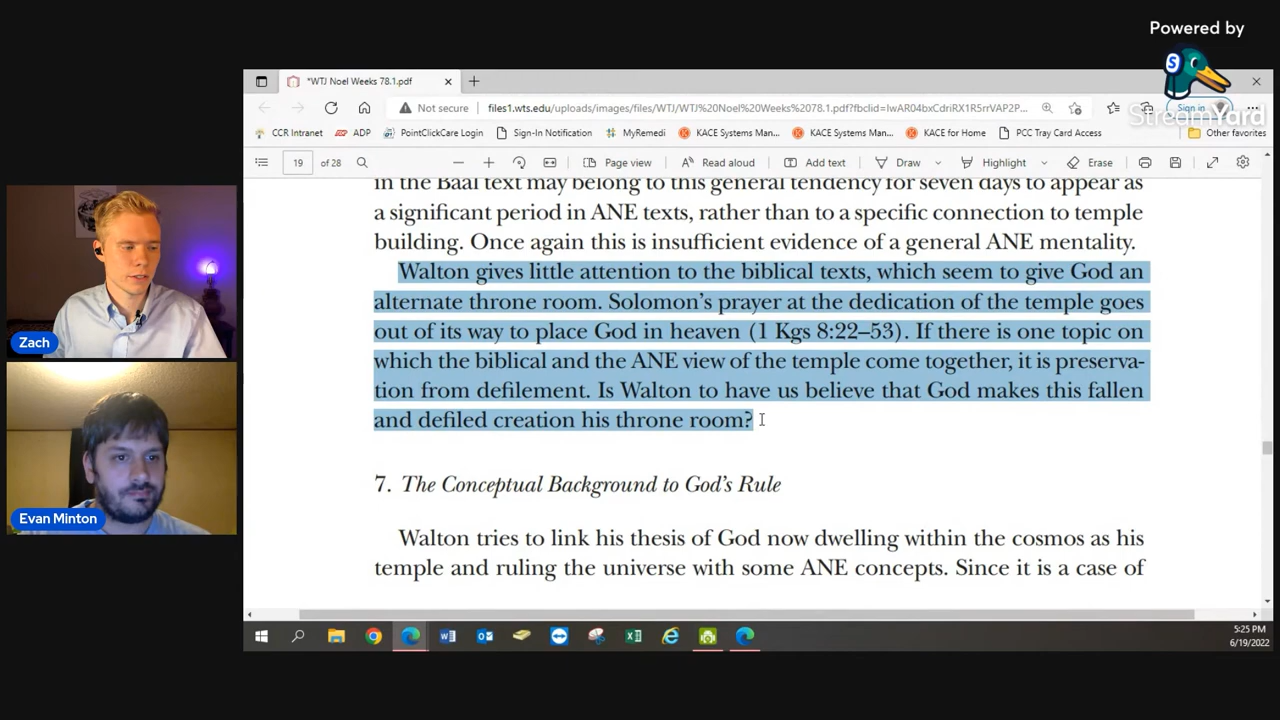 Powered by
S
StreamYard
*WTJ Noel Weeks 78.1.pdf
Not secure
files1.wts.edu/uploads/images/files/WTJ/WTJ%20Noel%20Weeks%2078.1.pdf?fbclid=IwAR04bxCdriRX1R5rrVAP2P...
Sign in
CCR Intranet
ADP
PointClickCare Login
Sign-In Notification
MyRemedi
KACE Systems Man...
KACE Systems Man...
KACE for Home
PCC Tray Card Access
Other favorites
19 of 28
Page view
Read aloud
Add text
Draw
Highlight
Erase
in the Baal text may belong to this general tendency for seven days to appear as
a significant period in ANE texts, rather than to a specific connection to temple
building. Once again this is insufficient evidence of a general ANE mentality.
Walton gives little attention to the biblical texts, which seem to give God an
alternate throne room. Solomon's prayer at the dedication of the temple goes
out of its way to place God in heaven (1 Kgs 8:22–53). If there is one topic on
which the biblical and the ANE view of the temple come together, it is preserva-
tion from defilement. Is Walton to have us believe that God makes this fallen
and defiled creation his throne room?
7. The Conceptual Background to God's Rule
Walton tries to link his thesis of God now dwelling within the cosmos as his
temple and ruling the universe with some ANE concepts. Since it is a case of
Zach
Evan Minton
5:25 PM
6/19/2022